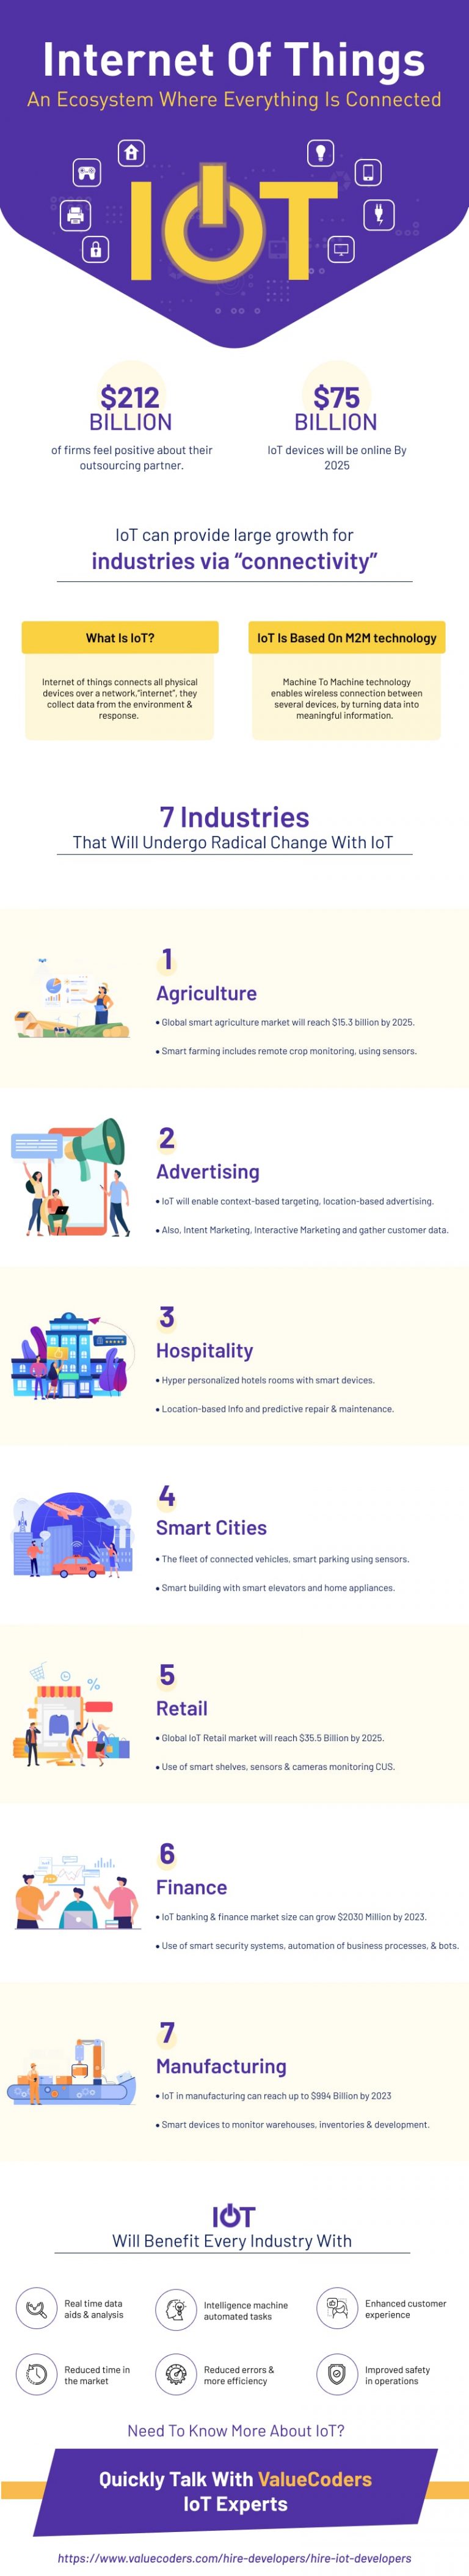 Internet Of Things
An Ecosystem Where Everything Is Connected
IOT
$212
BILLION
of firms feel positive about their
outsourcing partner.
$75
BILLION
IoT devices will be online By
2025
IoT can provide large growth for
industries via “connectivity”
What Is IoT?
Internet of things connects all physical
devices over a network,“internet”, they
collect data from the environment &
response.
IoT Is Based On M2M technology
Machine To Machine technology
enables wireless connection between
several devices, by turning data into
meaningful information.
7 Industries
That Will Undergo Radical Change With IoT
1
Agriculture
• Global smart agriculture market will reach $15.3 billion by 2025.
• Smart farming includes remote crop monitoring, using sensors.
2
Advertising
• IoT will enable context-based targeting, location-based advertising.
• Also, Intent Marketing, Interactive Marketing and gather customer data.
3
Hospitality
• Hyper personalized hotels rooms with smart devices.
• Location-based Info and predictive repair & maintenance.
4
Smart Cities
• The fleet of connected vehicles, smart parking using sensors.
• Smart building with smart elevators and home appliances.
TAXI
5
Retail
• Global IoT Retail market will reach $35.5 Billion by 2025.
• Use of smart shelves, sensors & cameras monitoring CUS.
%
6
Finance
• IoT banking & finance market size can grow $2030 Million by 2023.
• Use of smart security systems, automation of business processes, & bots.
7
Manufacturing
• IoT in manufacturing can reach up to $994 Billion by 2023
• Smart devices to monitor warehouses, inventories & development.
IOT
Will Benefit Every Industry With
Real time data
aids & analysis
Intelligence machine
automated tasks
Enhanced customer
experience
Reduced time in
the market
Reduced errors &
more efficiency
Improved safety
in operations
Need To Know More About IoT?
Quickly Talk With ValueCoders
IoT Experts
https://www.valuecoders.com/hire-developers/hire-iot-developers